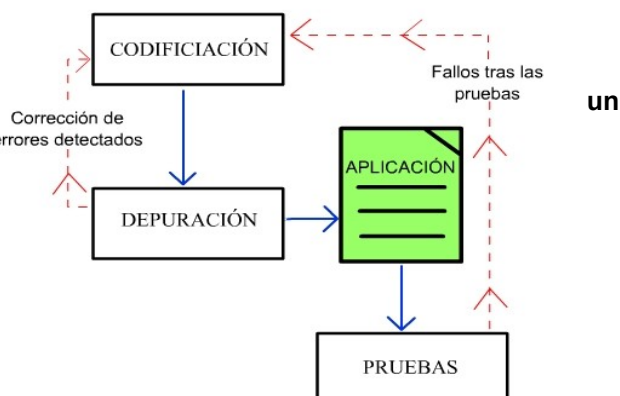 CODIFICIACIÓN
Fallos tras las
pruebas
un
Corrección de
errores detectados
APLICACIÓN
DEPURACIÓN
PRUEBAS